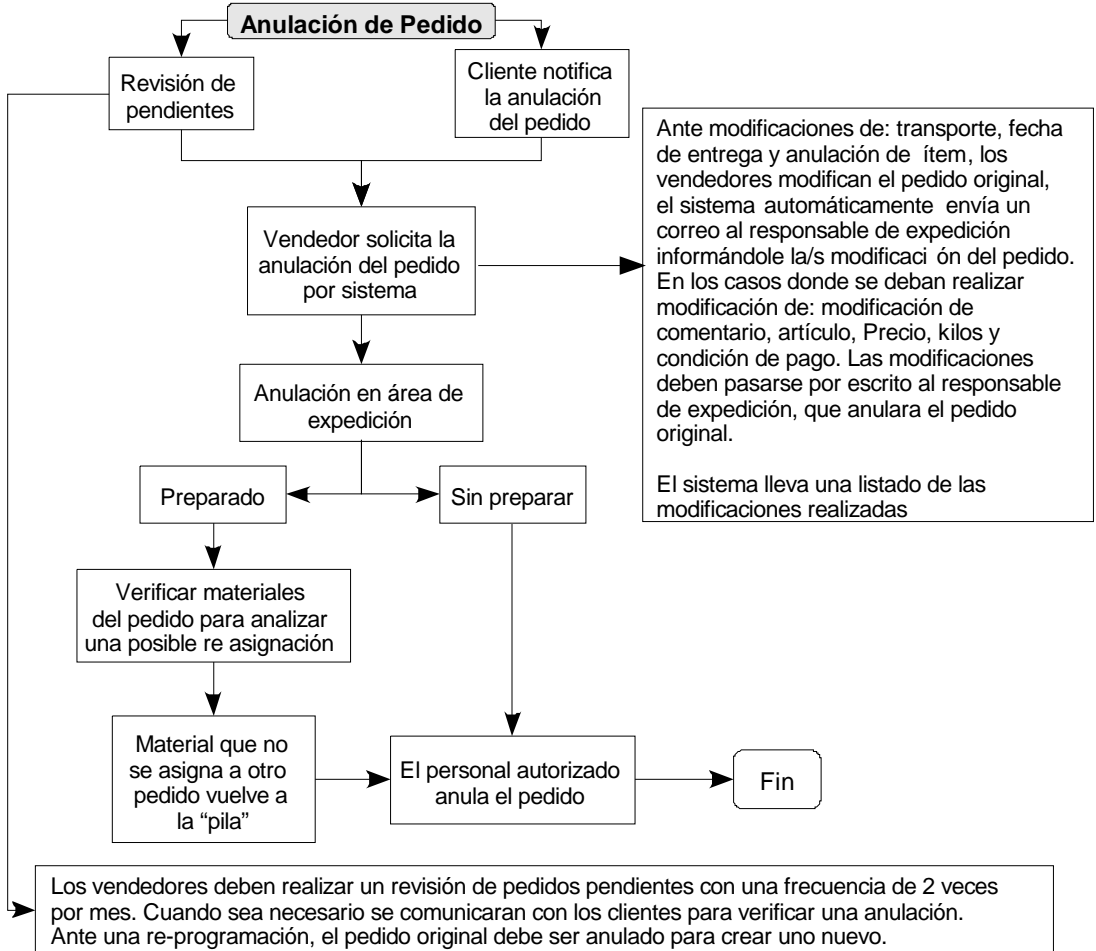 Anulación de Pedido
Revisión de
pendientes
Cliente notifica
la anulación
del pedido
Ante modificaciones de: transporte, fecha
de entrega y anulación de ítem, los
vendedores modifican el pedido original,
el sistema automáticamente envía un
correo al responsable de expedición
informándole la/s modificaci ón del pedido.
En los casos donde se deban realizar
modificación de: modificación de
comentario, artículo, Precio, kilos y
condición de pago. Las modificaciones
deben pasarse por escrito al responsable
de expedición, que anulara el pedido
original.
El sistema lleva una listado de las
modificaciones realizadas
Vendedor solicita la
anulación del pedido
por sistema
Anulación en área de
expedición
Preparado
Sin preparar
Verificar materiales
del pedido para analizar
una posible re asignación
Material que no
se asigna a otro
pedido vuelve a
la “pila”
El personal autorizado
anula el pedido
Fin
Los vendedores deben realizar un revisión de pedidos pendientes con una frecuencia de 2 veces
por mes. Cuando sea necesario se comunicaran con los clientes para verificar una anulación.
Ante una re-programación, el pedido original debe ser anulado para crear uno nuevo.